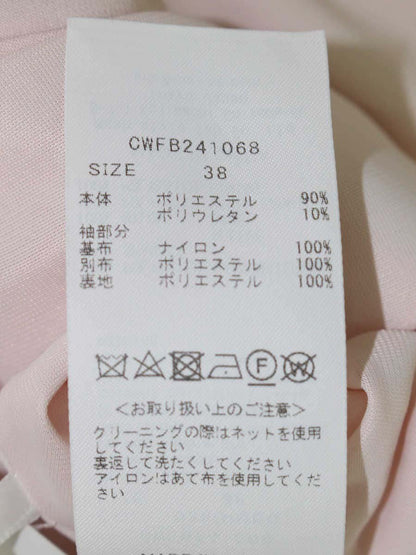 CWFB241068
SIZE 38
本体 ポリエステル 90%
ポリウレタン 10%
袖部分
基布 ナイロン 100%
別布 ポリエステル 100%
裏地 ポリエステル 100%
F W
<お取り扱い上のご注意>
クリーニングの際はネットを使用
してください
裏返して洗たくしてください
アイロンはあて布を使用してくだ
さい